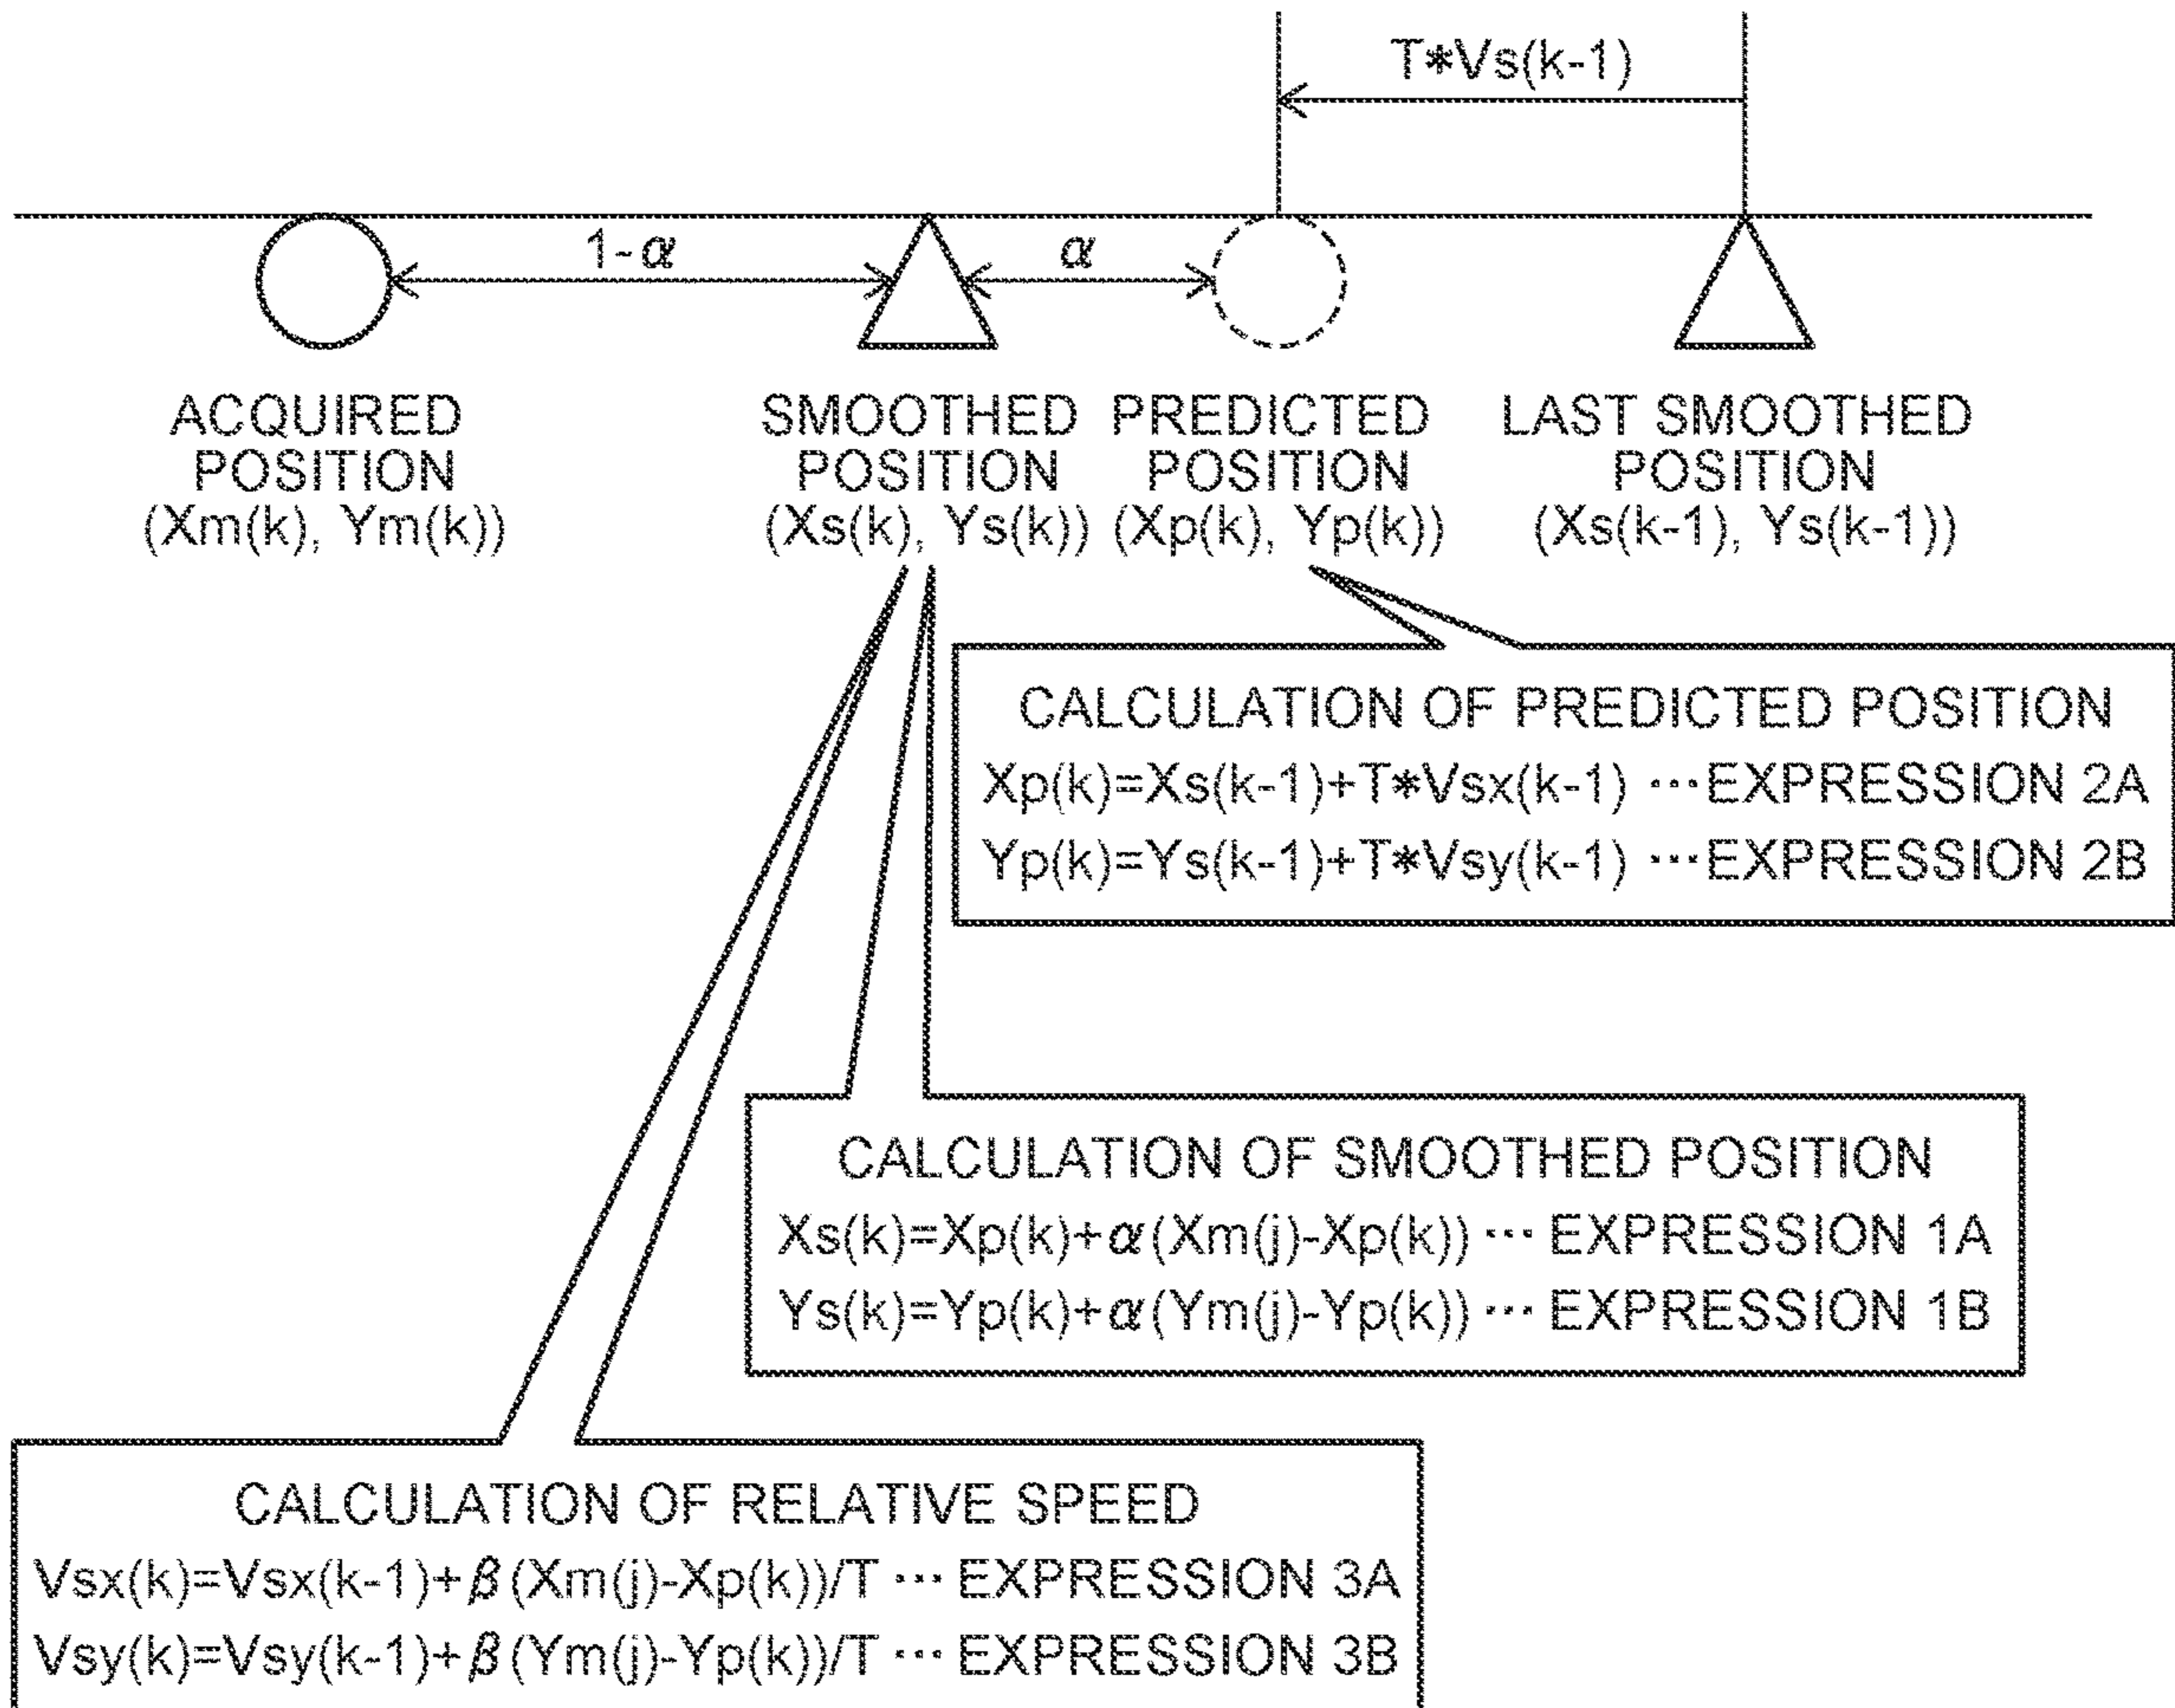 T*Vs(k-1)
1-α
α
ACQUIRED
POSITION
(Xm(k), Ym(k))
SMOOTHED
POSITION
(Xs(k), Ys(k))
PREDICTED
POSITION
(Xp(k), Yp(k))
LAST SMOOTHED
POSITION
(Xs(k-1), Ys(k-1))
CALCULATION OF PREDICTED POSITION
Xp(k)=Xs(k-1)+T*Vsx(k-1) ···EXPRESSION 2A
Yp(k)=Ys(k-1)+T*Vsy(k-1) ···EXPRESSION 2B
CALCULATION OF SMOOTHED POSITION
Xs(k)=Xp(k)+α(Xm(j)-Xp(k)) ··· EXPRESSION 1A
Ys(k)=Yp(k)+α(Ym(j)-Yp(k)) ··· EXPRESSION 1B
CALCULATION OF RELATIVE SPEED
Vsx(k)=Vsx(k-1)+β(Xm(j)-Xp(k))/T ··· EXPRESSION 3A
Vsy(k)=Vsy(k-1)+β(Ym(j)-Yp(k))/T ··· EXPRESSION 3B